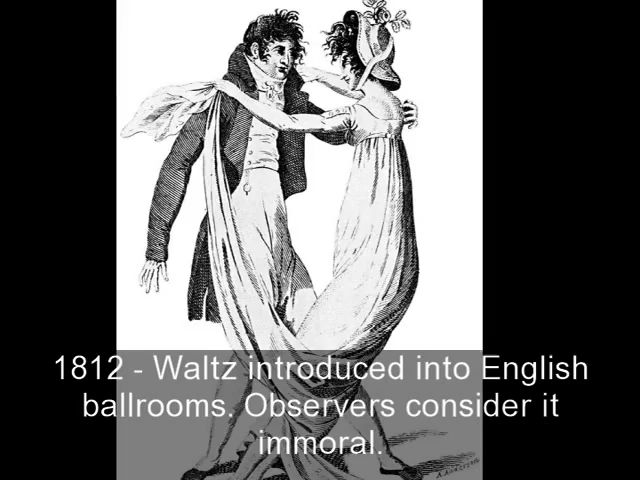 1812 - Waltz introduced into English
ballrooms. Observers consider it
immoral.